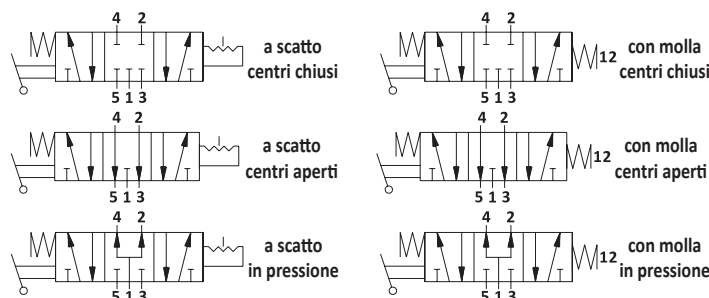 4 2
a scatto
centri chiusi
5 1 3
4 2
12
con molla
centri chiusi
5 1 3
4 2
a scatto
centri aperti
5 1 3
4 2
12
con molla
centri aperti
5 1 3
4 2
a scatto
in pressione
5 1 3
4 2
12
con molla
in pressione
5 1 3